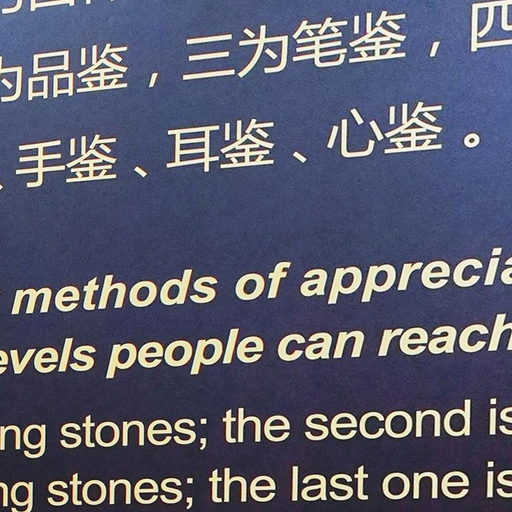 为品鉴，三为笔鉴，四
、手鉴、耳鉴、心鉴。
methods of apprecia
evels people can reach
ng stones; the second is
ng stones; the last one is